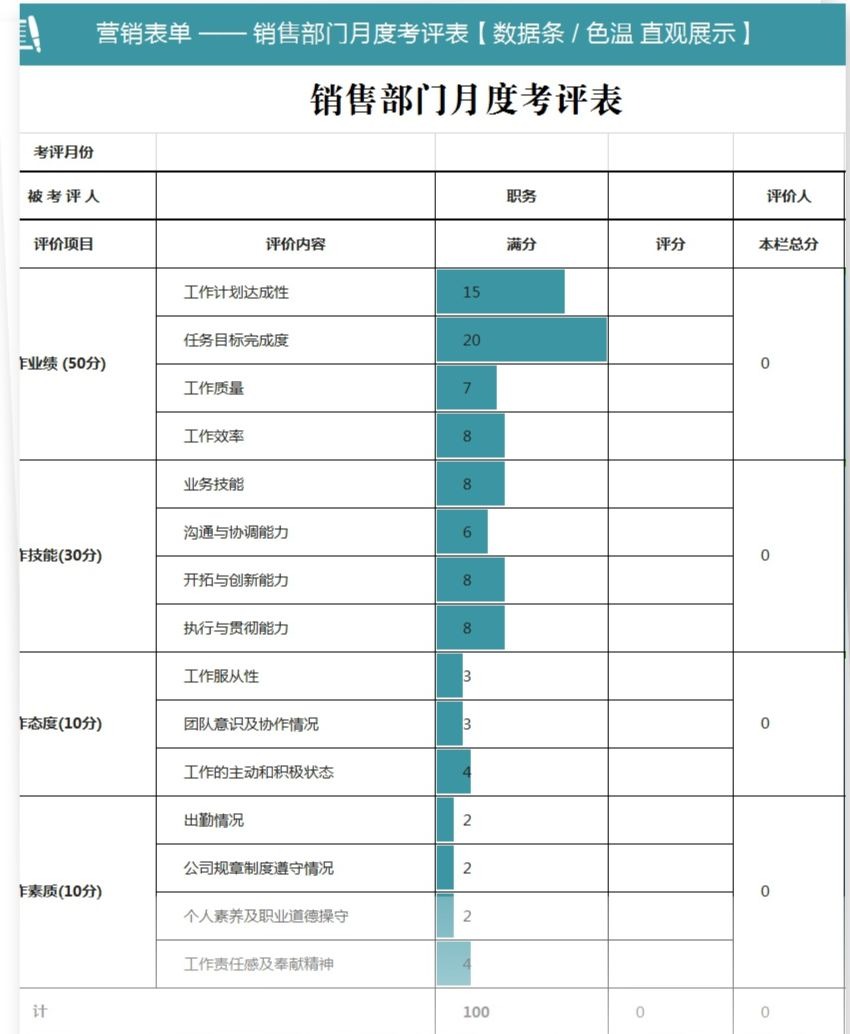 营销表单 —— 销售部门月度考评表【 数据条 / 色温 直观展示 】
销售部门月度考评表
考评月份
被 考 评 人 职务 评价人
评价项目 评价内容 满分 评分 本栏总分
作业绩 (50分) 0
工作计划达成性 15
任务目标完成度 20
工作质量 7
工作效率 8
作技能(30分) 0
业务技能 8
沟通与协调能力 6
开拓与创新能力 8
执行与贯彻能力 8
作态度(10分) 0
工作服从性 3
团队意识及协作情况 3
工作的主动和积极状态 4
作素质(10分) 0
出勤情况 2
公司规章制度遵守情况 2
个人素养及职业道德操守 2
工作责任感及奉献精神 4
计 100 0 0